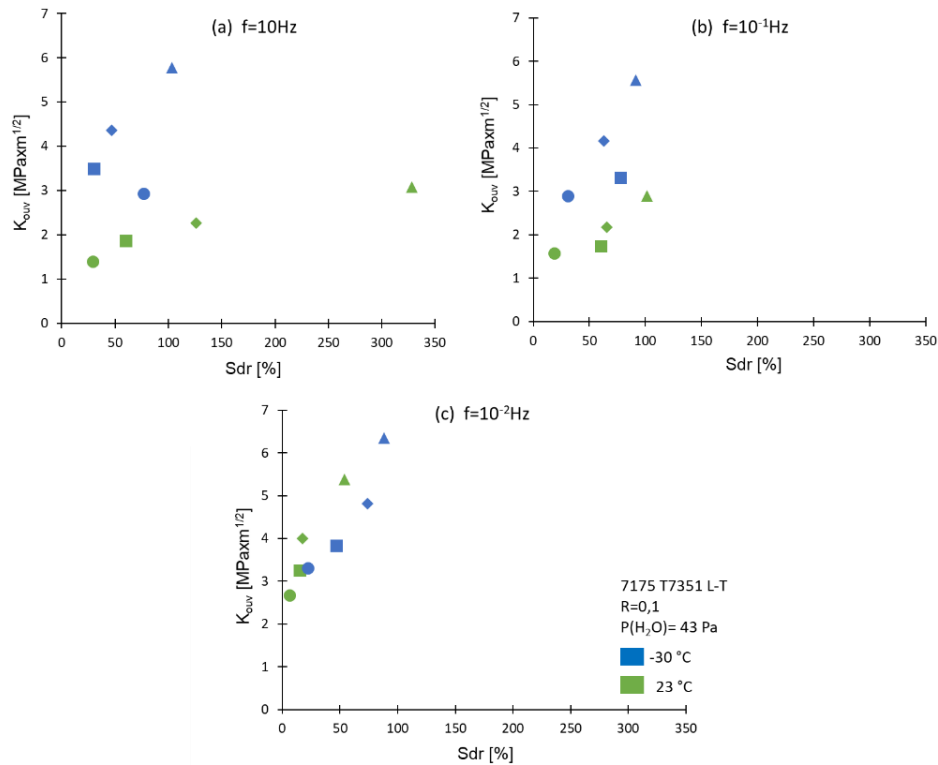 (a) f=10Hz
7
6
5
4
3
2
1
0
K_ouv [MPaxm^1/2]
0 50 100 150 200 250 300 350
Sdr [%]
(b) f=10^-1Hz
7
6
5
4
3
2
1
0
K_ouv [MPaxm^1/2]
0 50 100 150 200 250 300 350
Sdr [%]
(c) f=10^-2Hz
7
6
5
4
3
2
1
0
K_ouv [MPaxm^1/2]
0 50 100 150 200 250 300 350
Sdr [%]
7175 T7351 L-T
R=0,1
P(H₂O)= 43 Pa
-30 °C
23 °C